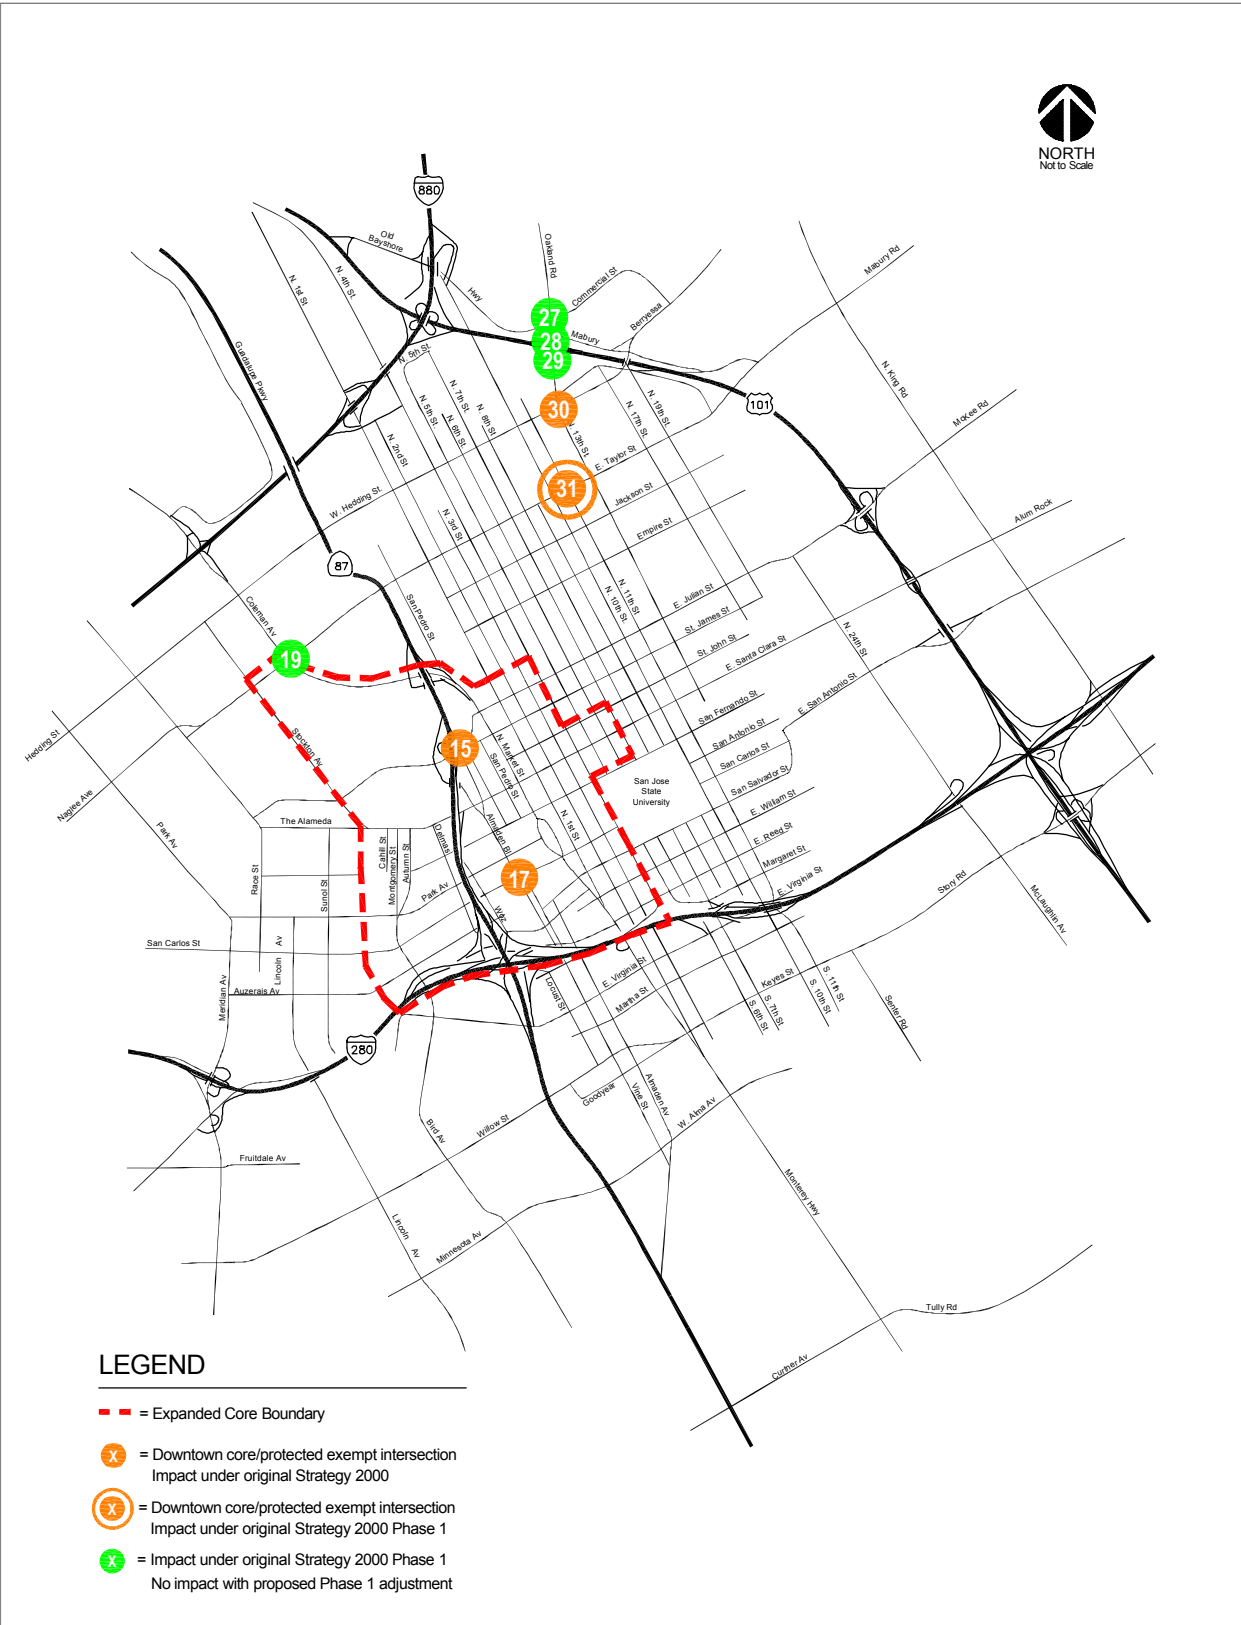 NORTH
Not to Scale
880
Old
Bayshore
Oakland Rd
Mabury Rd
N. 1st St
N. 4th St.
Hwy
Commercial St
27
28
29
Mabury
Berryessa
Guadalupe Pkwy
N. 5th St.
N. King Rd
101
McKee Rd
N. 7th St.
N. 5th St.
N. 6th St.
N. 8th St
30
N. 13th St
N. 17th St
N. 19th St.
N. 2nd St
E. Taylor St
31
Jackson St
W. Hedding St.
Empire St
N. 3rd St
Alum Rock
87
Coleman Av
San Pedro St
N. 10th St.
N. 11th St
E. Julian St
St. James St
St. John St
E. Santa Clara St
N. 24th St
19
E. San Antonio St
San Fernando St
San Antonio St
San Carlos St
San Salvador St
Hedding St
Stockton Av
15
N. Market St
San Pedro St
San Jose
State
University
Naglee Ave
Park Av
The Alameda
Delmas
Almaden Bl
N. 1st St
E. William St
E. Reed St
Margaret St
E. Virginia St
Cahill St
Montgomery St
Autumn St
Race St
Sunol St
Park Av
17
Story Rd
McLaughlin Av
San Carlos St
Lincoln Av
Woz
Meridian Av
Auzerais Av
Locust St
E. Virginia St
Martha St
Keyes St
S. 6th St
S. 7th St
S. 10th St
S. 11th St
Senter Rd
280
Goodyear
Vine St
Almaden Av
W. Alma Av
Bird Av
Willow St
Fruitdale Av
Lincoln Av
Minnesota Av
Monterey Hwy
Tully Rd
Curtner Av
LEGEND
= Expanded Core Boundary
X = Downtown core/protected exempt intersection
Impact under original Strategy 2000
X = Downtown core/protected exempt intersection
Impact under original Strategy 2000 Phase 1
X = Impact under original Strategy 2000 Phase 1
No impact with proposed Phase 1 adjustment